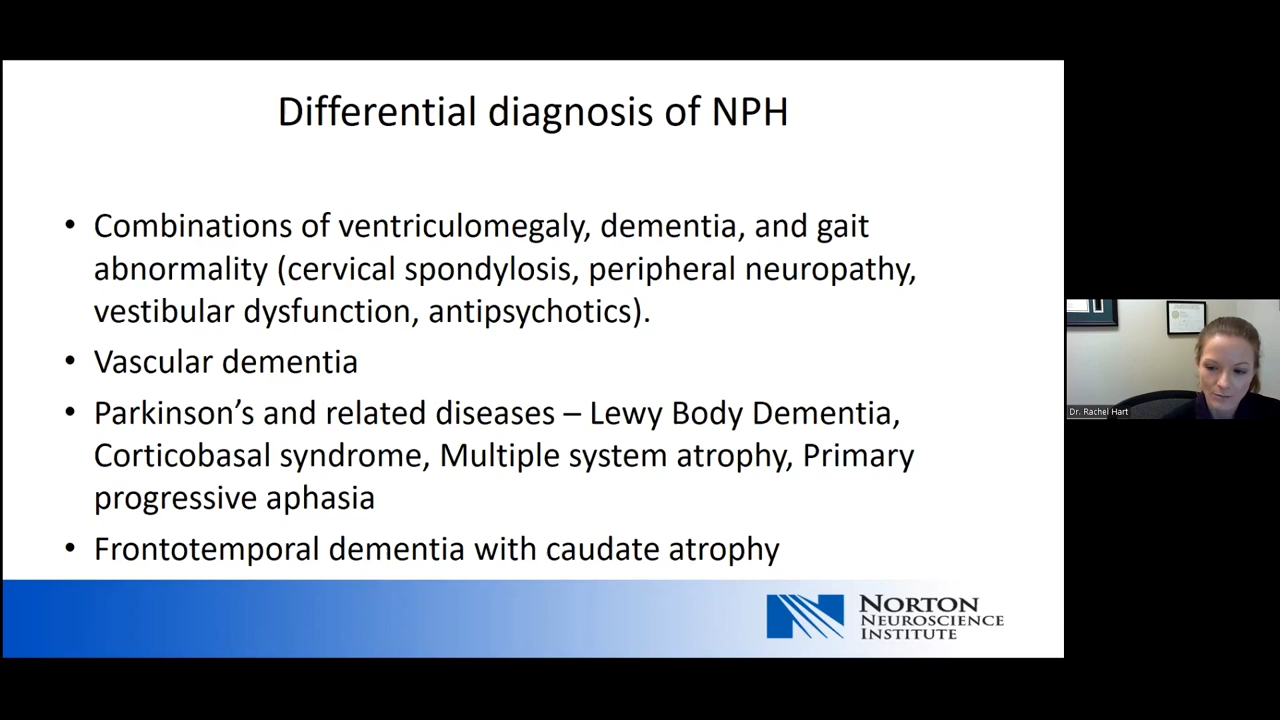 Differential diagnosis of NPH
• Combinations of ventriculomegaly, dementia, and gait
abnormality (cervical spondylosis, peripheral neuropathy,
vestibular dysfunction, antipsychotics).
• Vascular dementia
• Parkinson’s and related diseases – Lewy Body Dementia,
Corticobasal syndrome, Multiple system atrophy, Primary
progressive aphasia
• Frontotemporal dementia with caudate atrophy
NORTON
NEUROSCIENCE
INSTITUTE
Dr. Rachel Hart